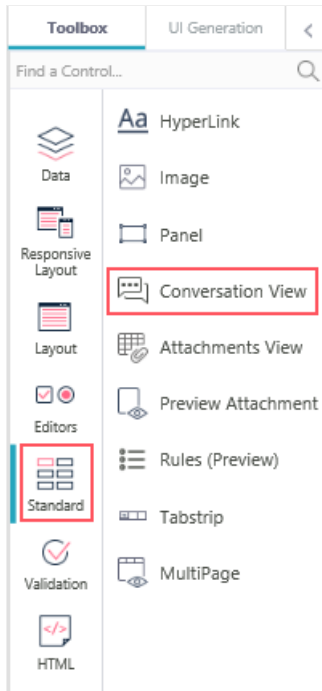 Toolbox
UI Generation
Find a Control...
Data
Responsive
Layout
Layout
Editors
Standard
Validation
</>
HTML
Aa HyperLink
Image
Panel
Conversation View
Attachments View
Preview Attachment
Rules (Preview)
Tabstrip
MultiPage